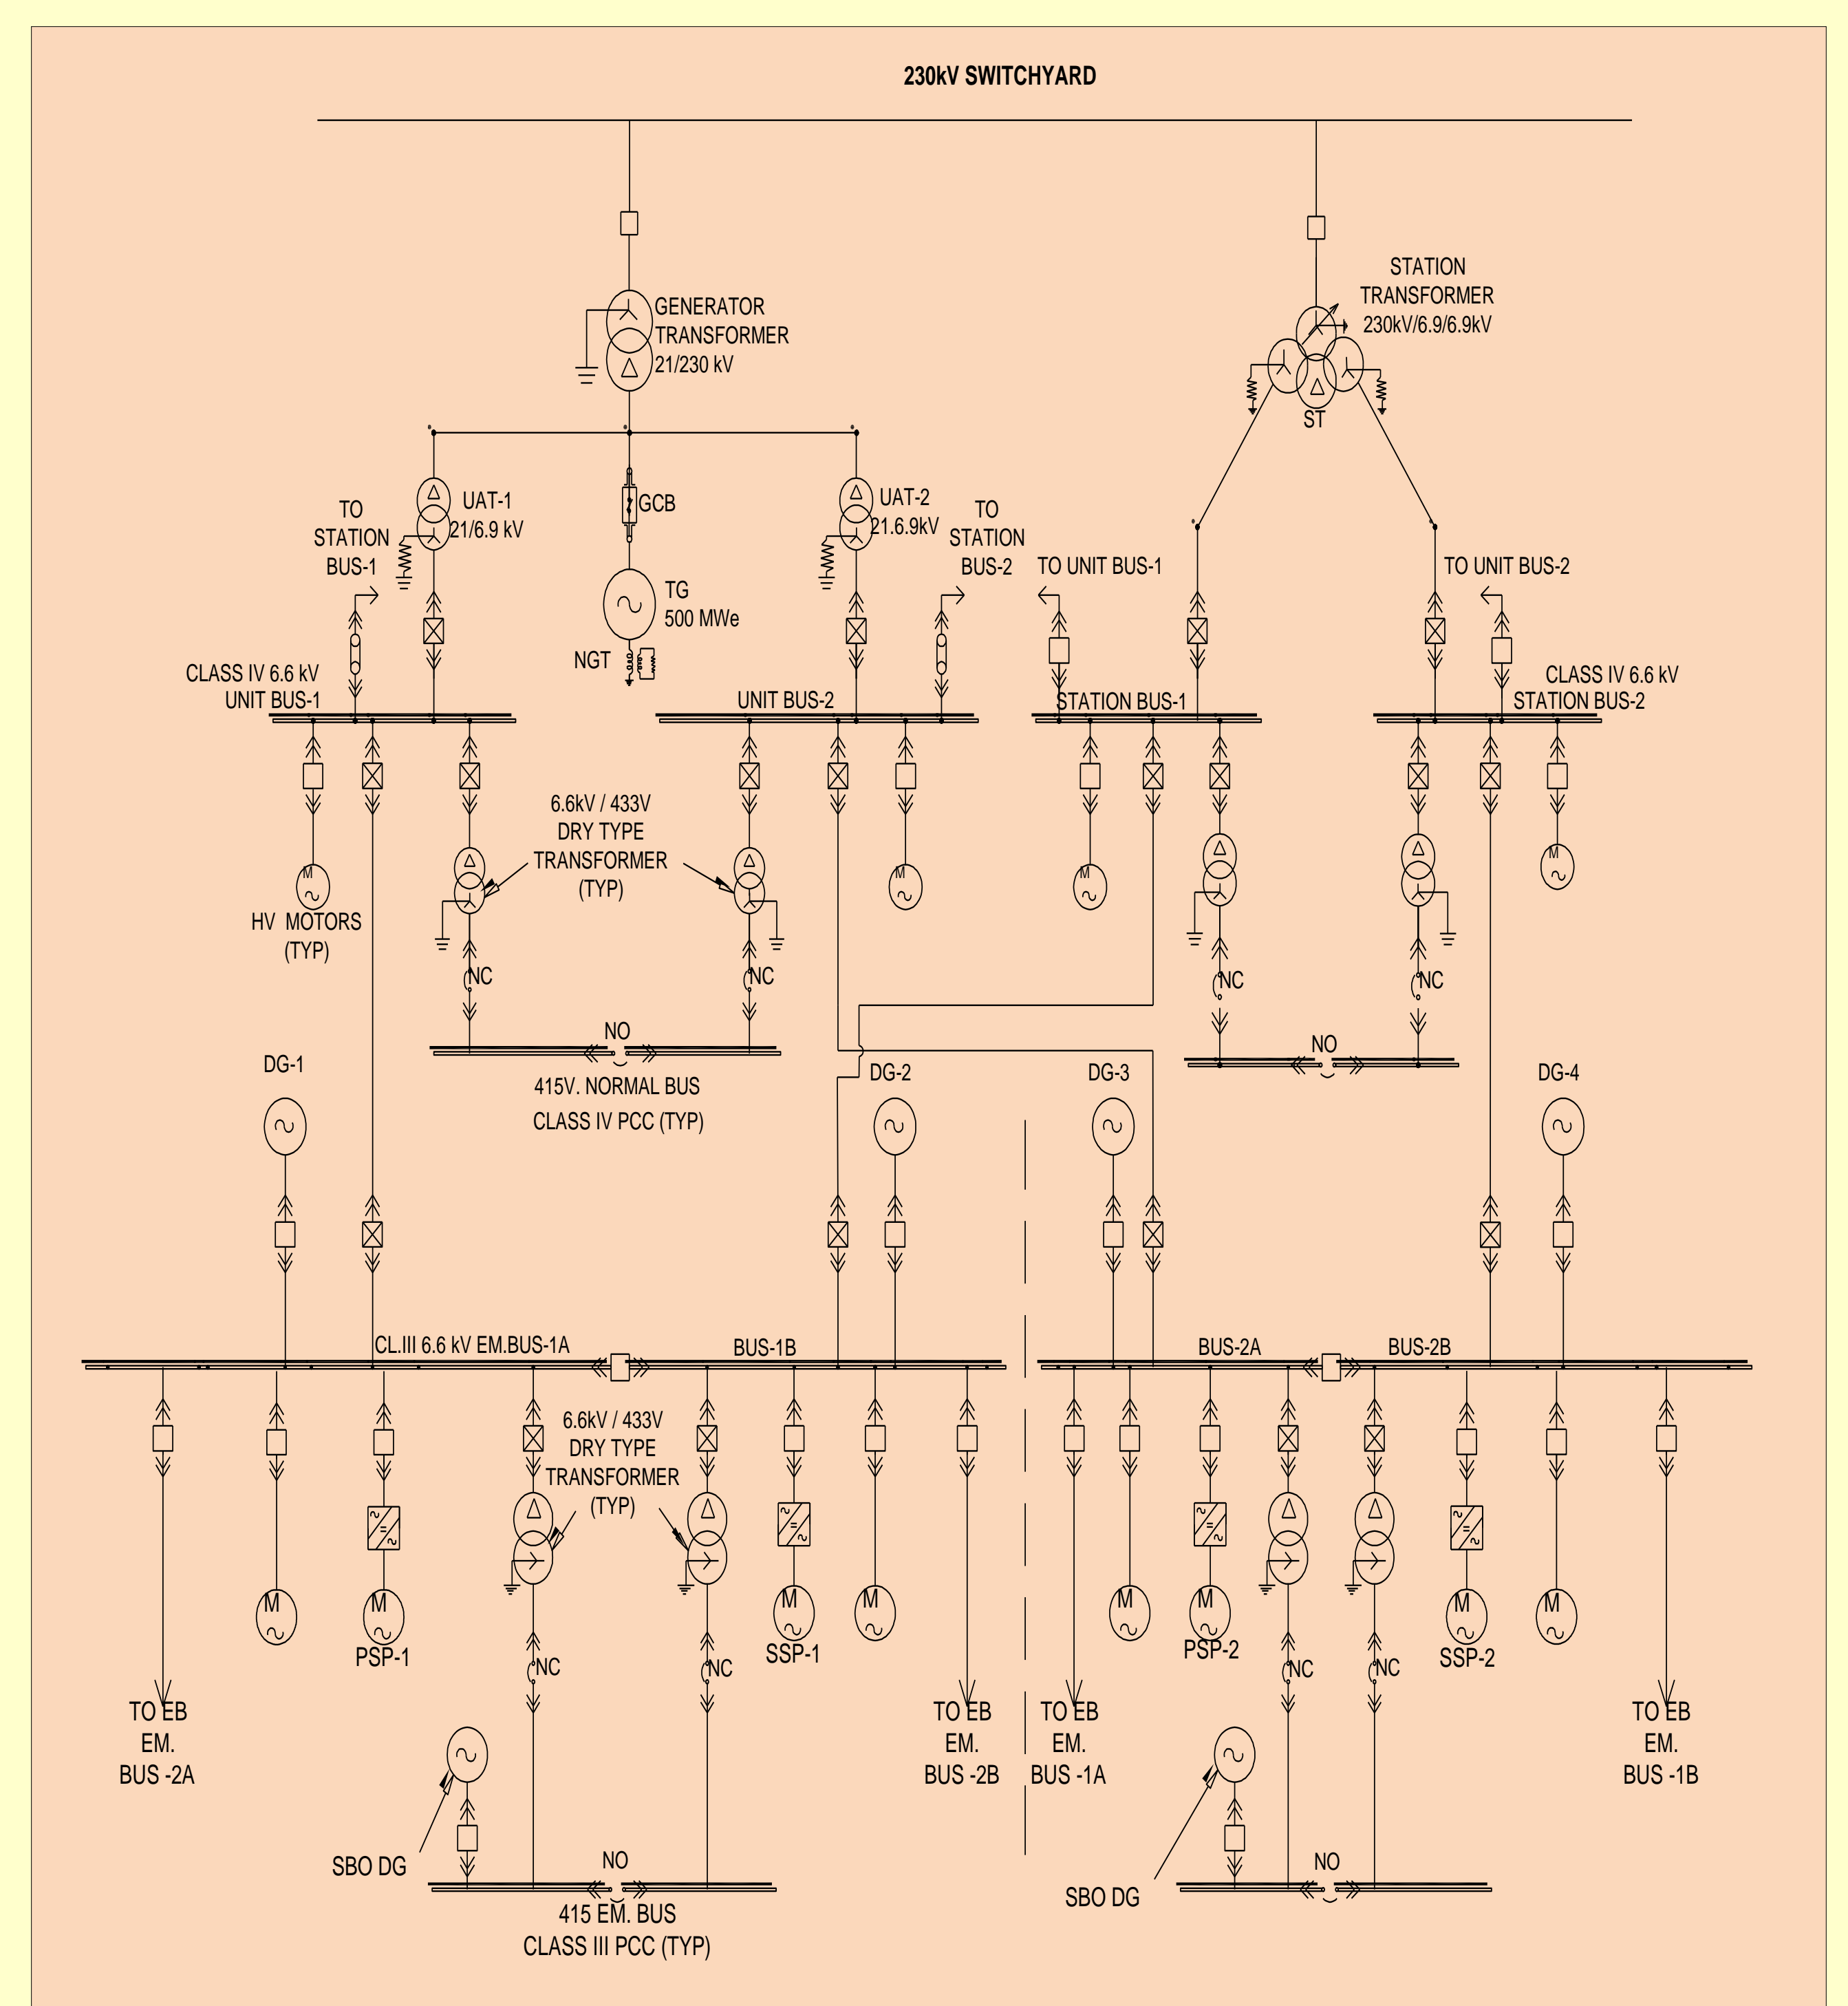 230kV SWITCHYARD
GENERATOR
TRANSFORMER
21/230 kV
STATION
TRANSFORMER
230kV/6.9/6.9kV
ST
UAT-1
21/6.9 kV
GCB
UAT-2
21.6.9kV
TO
STATION
BUS-1
TO
STATION
BUS-2
TO UNIT BUS-1
TO UNIT BUS-2
TG
500 MWe
NGT
CLASS IV 6.6 kV
UNIT BUS-1
UNIT BUS-2
STATION BUS-1
CLASS IV 6.6 kV
STATION BUS-2
6.6kV / 433V
DRY TYPE
TRANSFORMER
(TYP)
M
M
M
M
HV MOTORS
(TYP)
NC
NC
NC
NC
NO
NO
415V. NORMAL BUS
CLASS IV PCC (TYP)
DG-1
DG-2
DG-3
DG-4
CL.III 6.6 kV EM.BUS-1A
BUS-1B
BUS-2A
BUS-2B
6.6kV / 433V
DRY TYPE
TRANSFORMER
(TYP)
M
M
M
M
M
M
M
M
PSP-1
SSP-1
PSP-2
SSP-2
NC
NC
NC
NC
TO EB
EM.
BUS -2A
TO EB
EM.
BUS -2B
TO EB
EM.
BUS -1A
TO EB
EM.
BUS -1B
SBO DG
NO
SBO DG
NO
415 EM. BUS
CLASS III PCC (TYP)